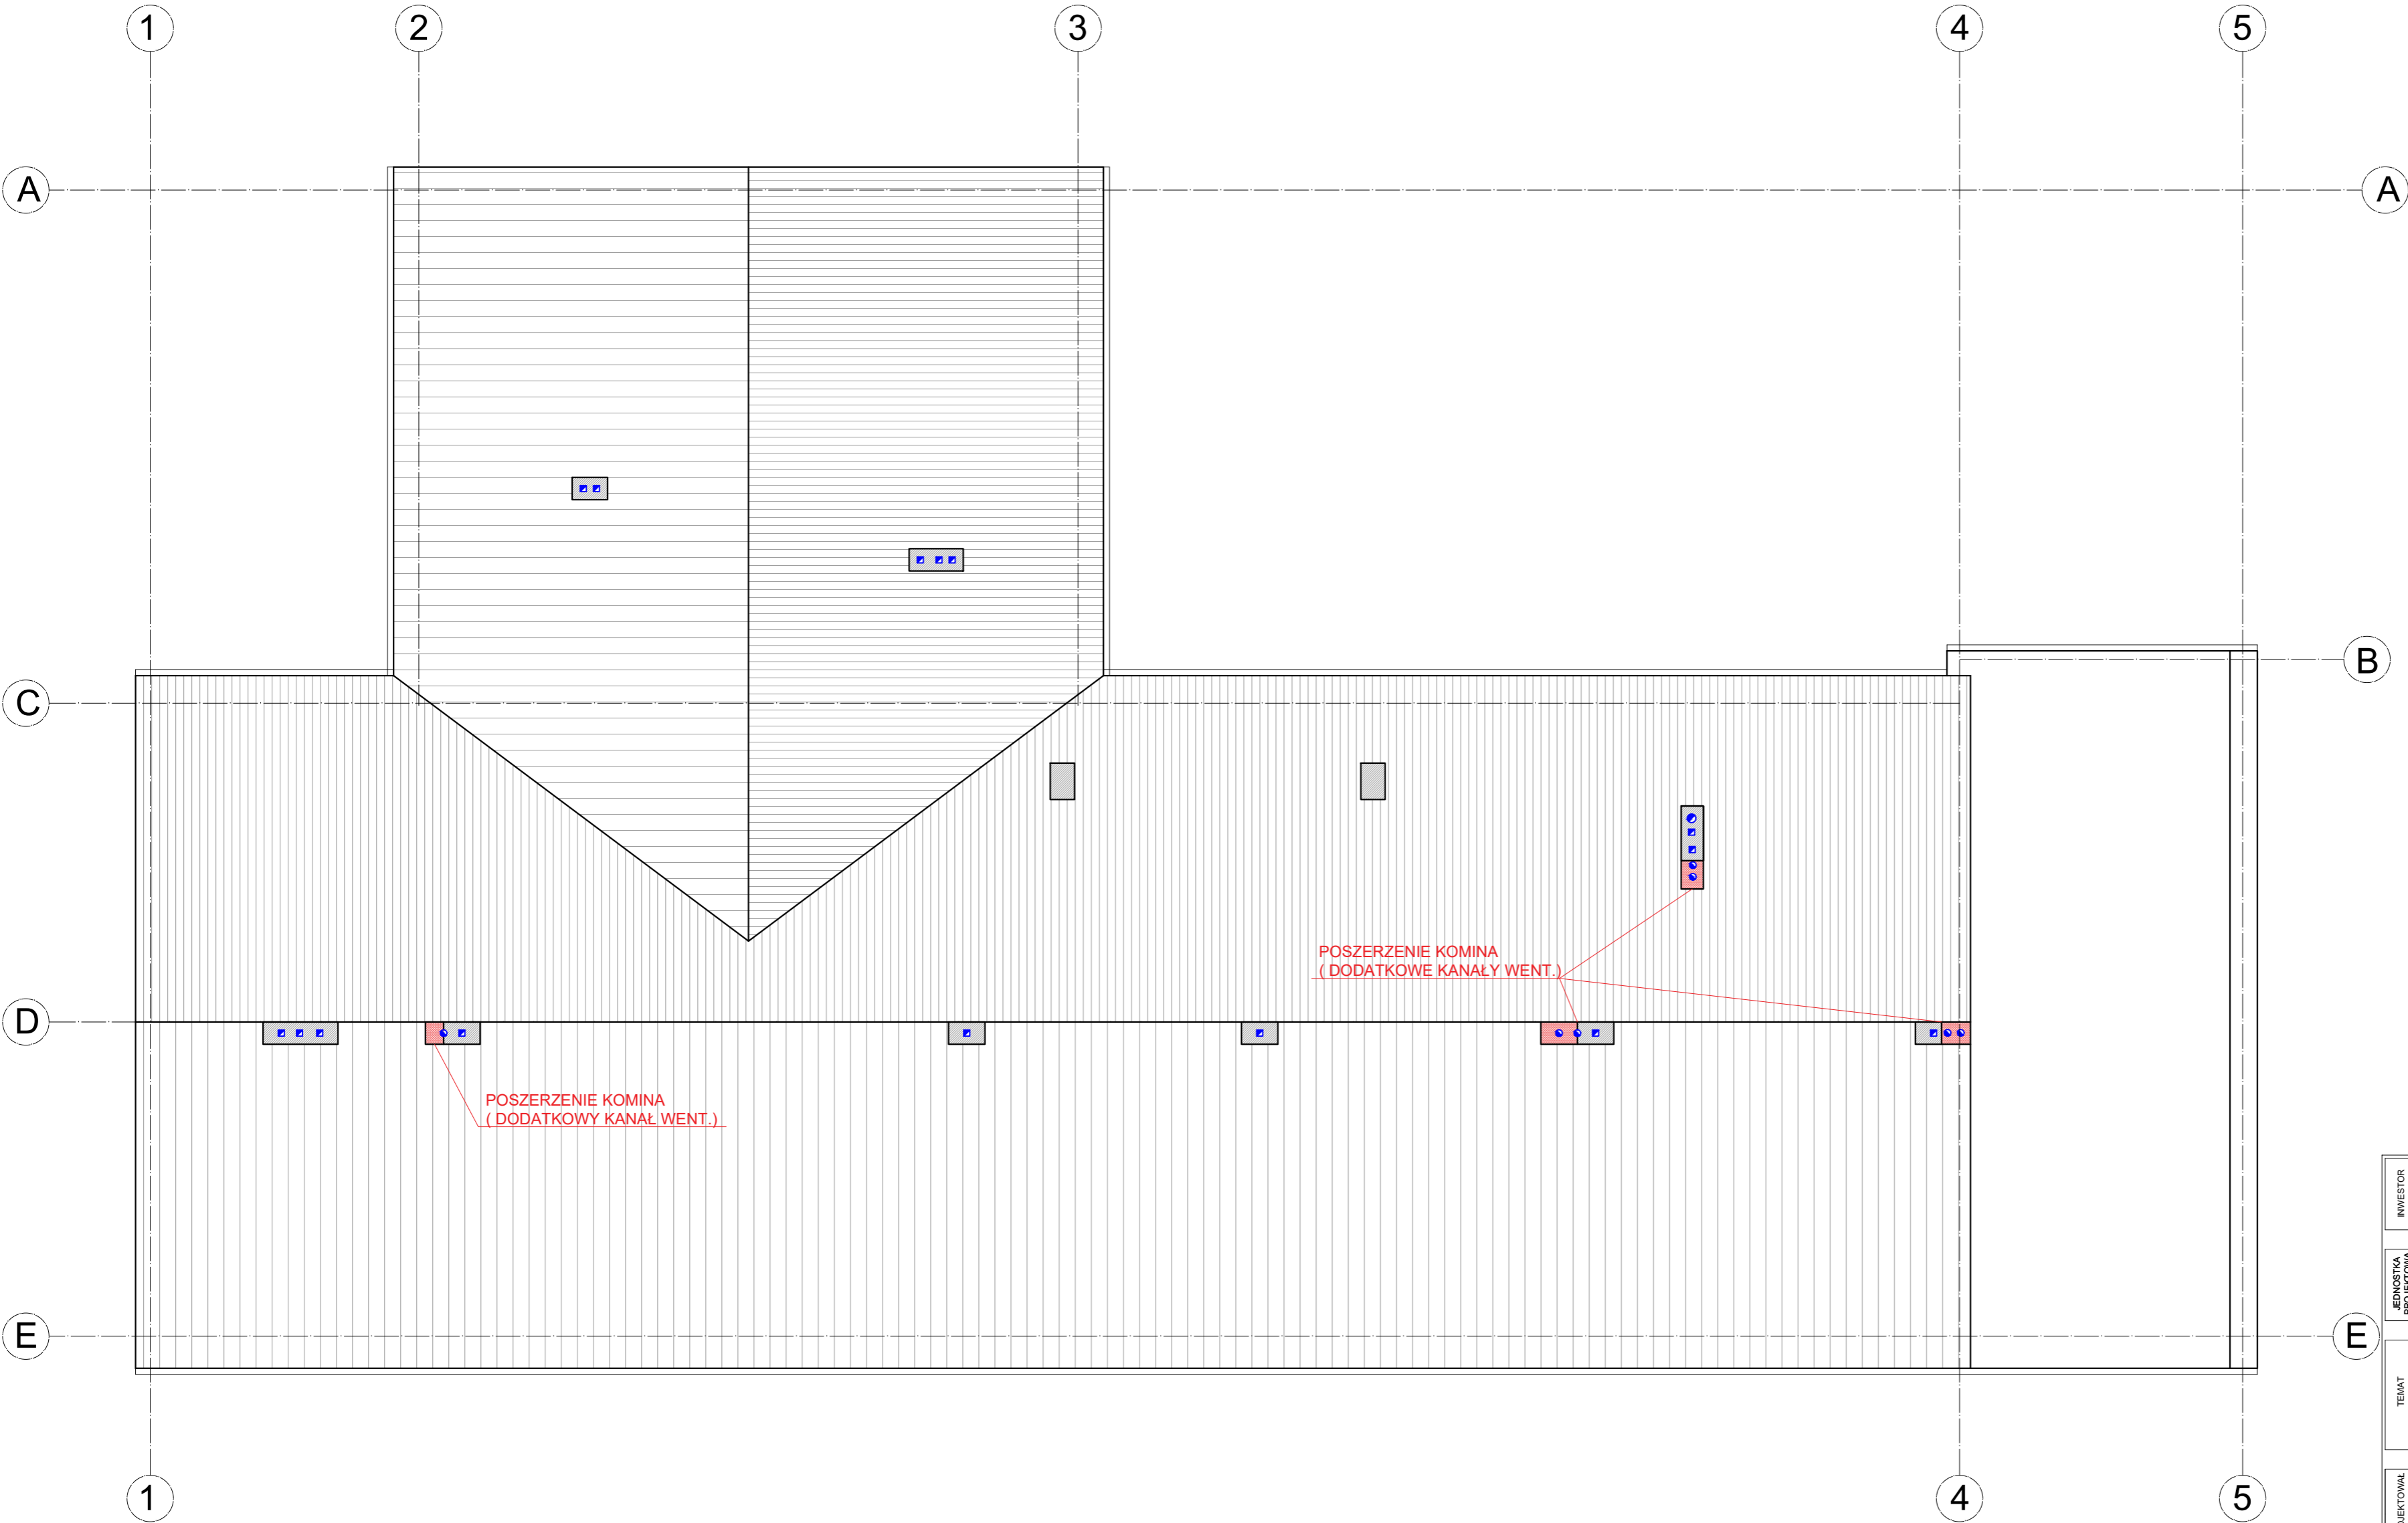 1
2
3
4
5
A
A
B
C
POSZERZENIE KOMINA
( DODATKOWE KANAŁY WENT.)
D
POSZERZENIE KOMINA
( DODATKOWY KANAŁ WENT.)
INWESTOR
JEDNOSTKA
E
E
TEMAT
1
4
5